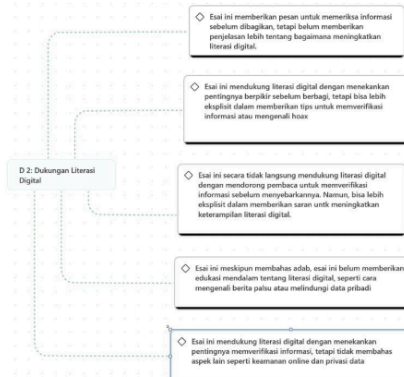 Esai ini memberikan pesan untuk memeriksa informasi
sebelum dibagikan, tetapi belum memberikan
penjelasan lebih tentang bagaimana meningkatkan
literasi digital.
Esai ini mendukung literasi digital dengan menekankan
pentingnya berpikir sebelum berbagi, tetapi bisa lebih
eksplisit dalam memberikan tips untuk memverifikasi
informasi atau mengenali hoax
D 2: Dukungan Literasi
Digital
Esai ini secara tidak langsung mendukung literasi digital
dengan mendorong pembaca untuk memverifikasi
informasi sebelum menyebarkannya. Namun, bisa lebih
eksplisit dalam memberikan saran untk meningkatkan
keterampilan literasi digital.
Esai ini meskipun membahas adab, esai ini belum memberikan
edukasi mendalam tentang literasi digital, seperti cara
mengenali berita palsu atau melindungi data pribadi
Esai ini mendukung literasi digital dengan menekankan
pentingnya memverifikasi informasi, tetapi tidak membahas
aspek lain seperti keamanan online dan privasi data